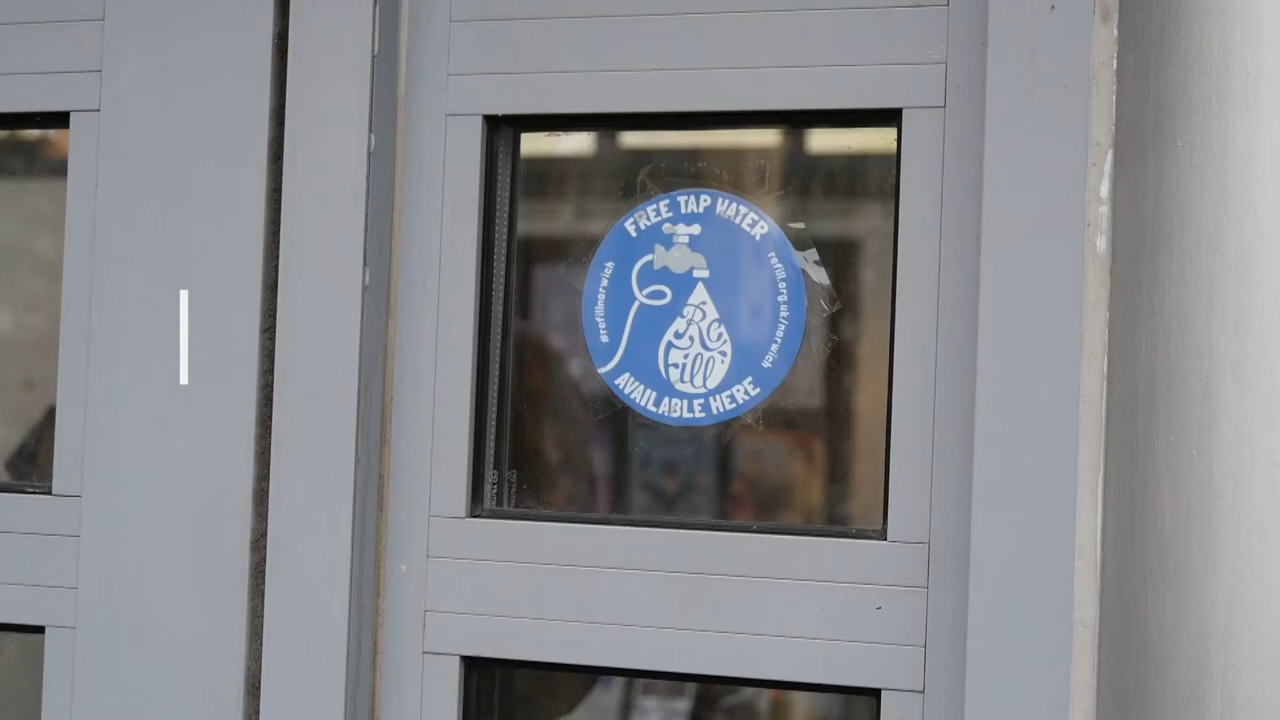 FREE TAP WATER
#refillnorwich
refill.org.uk/norwich
Re
fill
AVAILABLE HERE